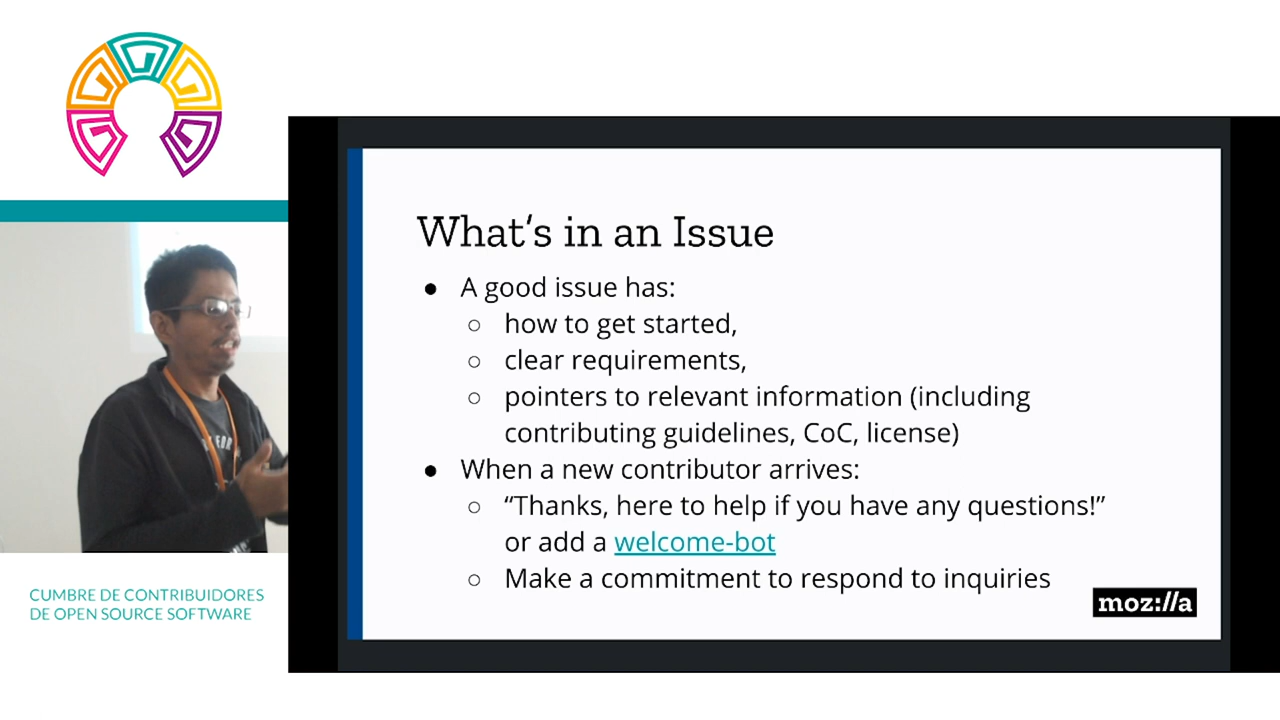 What's in an Issue
● A good issue has:
○ how to get started,
○ clear requirements,
○ pointers to relevant information (including
contributing guidelines, CoC, license)
● When a new contributor arrives:
○ “Thanks, here to help if you have any questions!”
or add a welcome-bot
○ Make a commitment to respond to inquiries
moz://a
CUMBRE DE CONTRIBUIDORES
DE OPEN SOURCE SOFTWARE